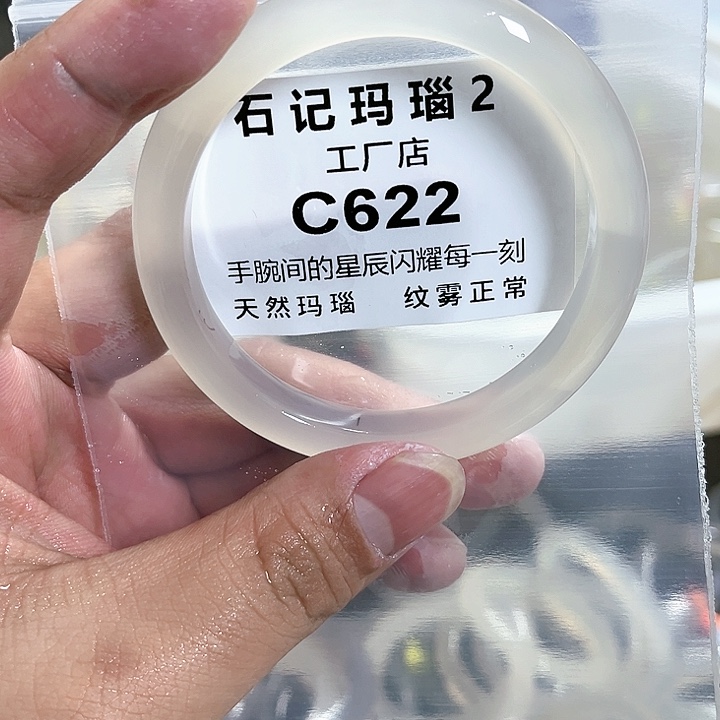 石记玛瑙2
工厂店
C622
手腕间的星辰闪耀每一刻
天然玛瑙 纹雾正常